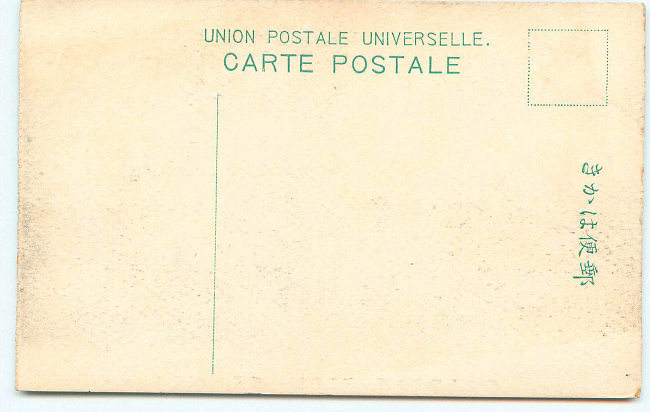 UNION POSTALE UNIVERSELLE.
CARTE POSTALE
郵便はかき